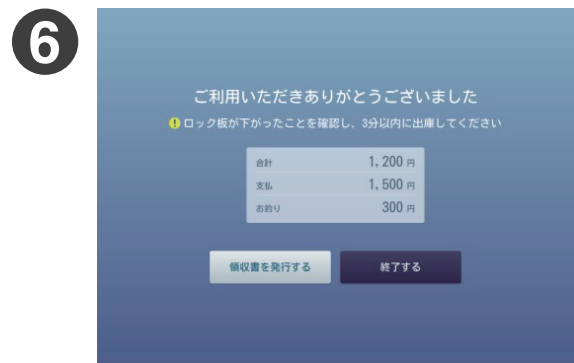 6
ご利用いただきありがとうございました
! ロック板が下がったことを確認し、3分以内に出庫してください
合計 1,200 円
支払 1,500 円
お釣り 300 円
領収書を発行する 終了する